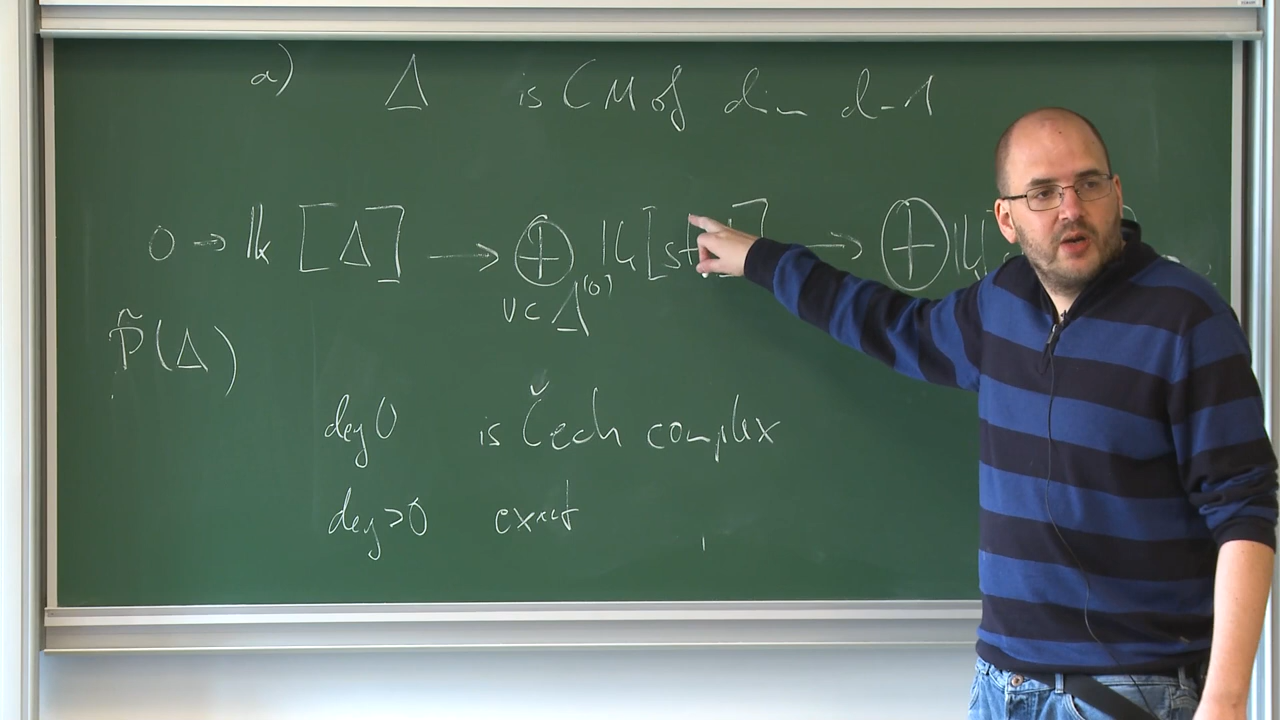 a) Δ is CM of dim d-1
0 → 𝕜 [Δ] → ⊕ 𝕜[st → ⊕ 𝕜[
v ∈ Δ^(0)
P̃(Δ)
deg 0 is Čech complex
deg>0 exact